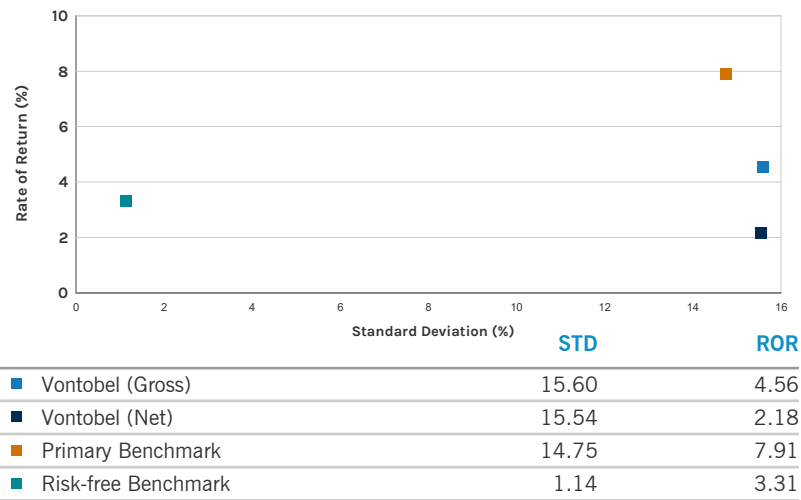 10
8
6
4
2
0
Rate of Return (%)
0 2 4 6 8 10 12 14 16
Standard Deviation (%)
STD ROR
Vontobel (Gross) 15.60 4.56
Vontobel (Net) 15.54 2.18
Primary Benchmark 14.75 7.91
Risk-free Benchmark 1.14 3.31